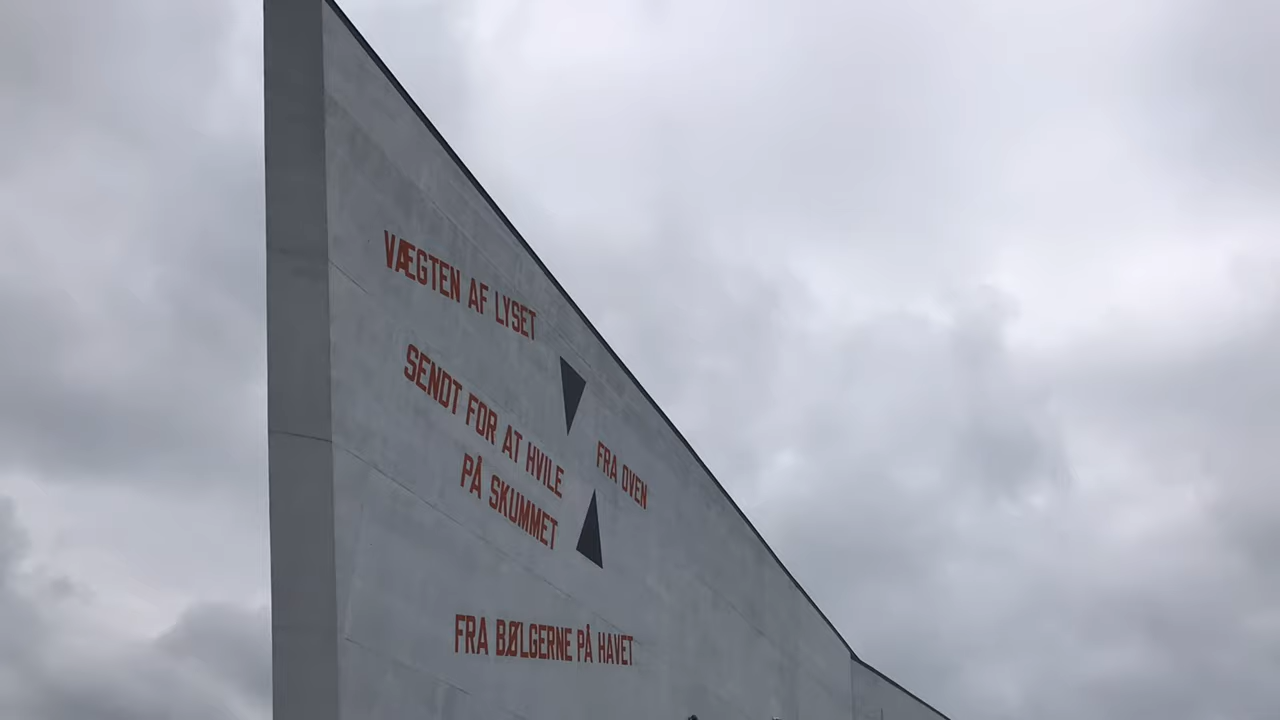 VÆGTEN AF LYSET
SENDT FOR AT HVILE
PÅ SKUMMET
FRA OVEN
FRA BØLGERNE PÅ HAVET